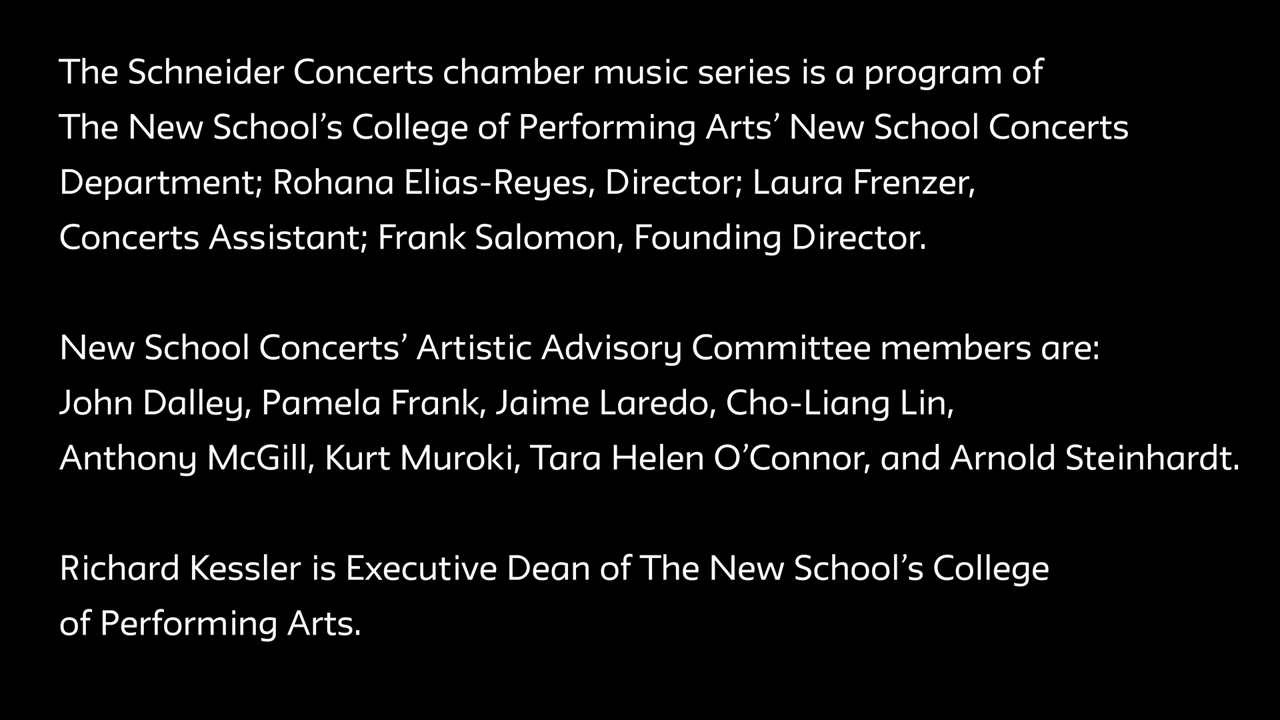 The Schneider Concerts chamber music series is a program of
The New School’s College of Performing Arts’ New School Concerts
Department; Rohana Elias-Reyes, Director; Laura Frenzer,
Concerts Assistant; Frank Salomon, Founding Director.
New School Concerts’ Artistic Advisory Committee members are:
John Dalley, Pamela Frank, Jaime Laredo, Cho-Liang Lin,
Anthony McGill, Kurt Muroki, Tara Helen O’Connor, and Arnold Steinhardt.
Richard Kessler is Executive Dean of The New School’s College
of Performing Arts.